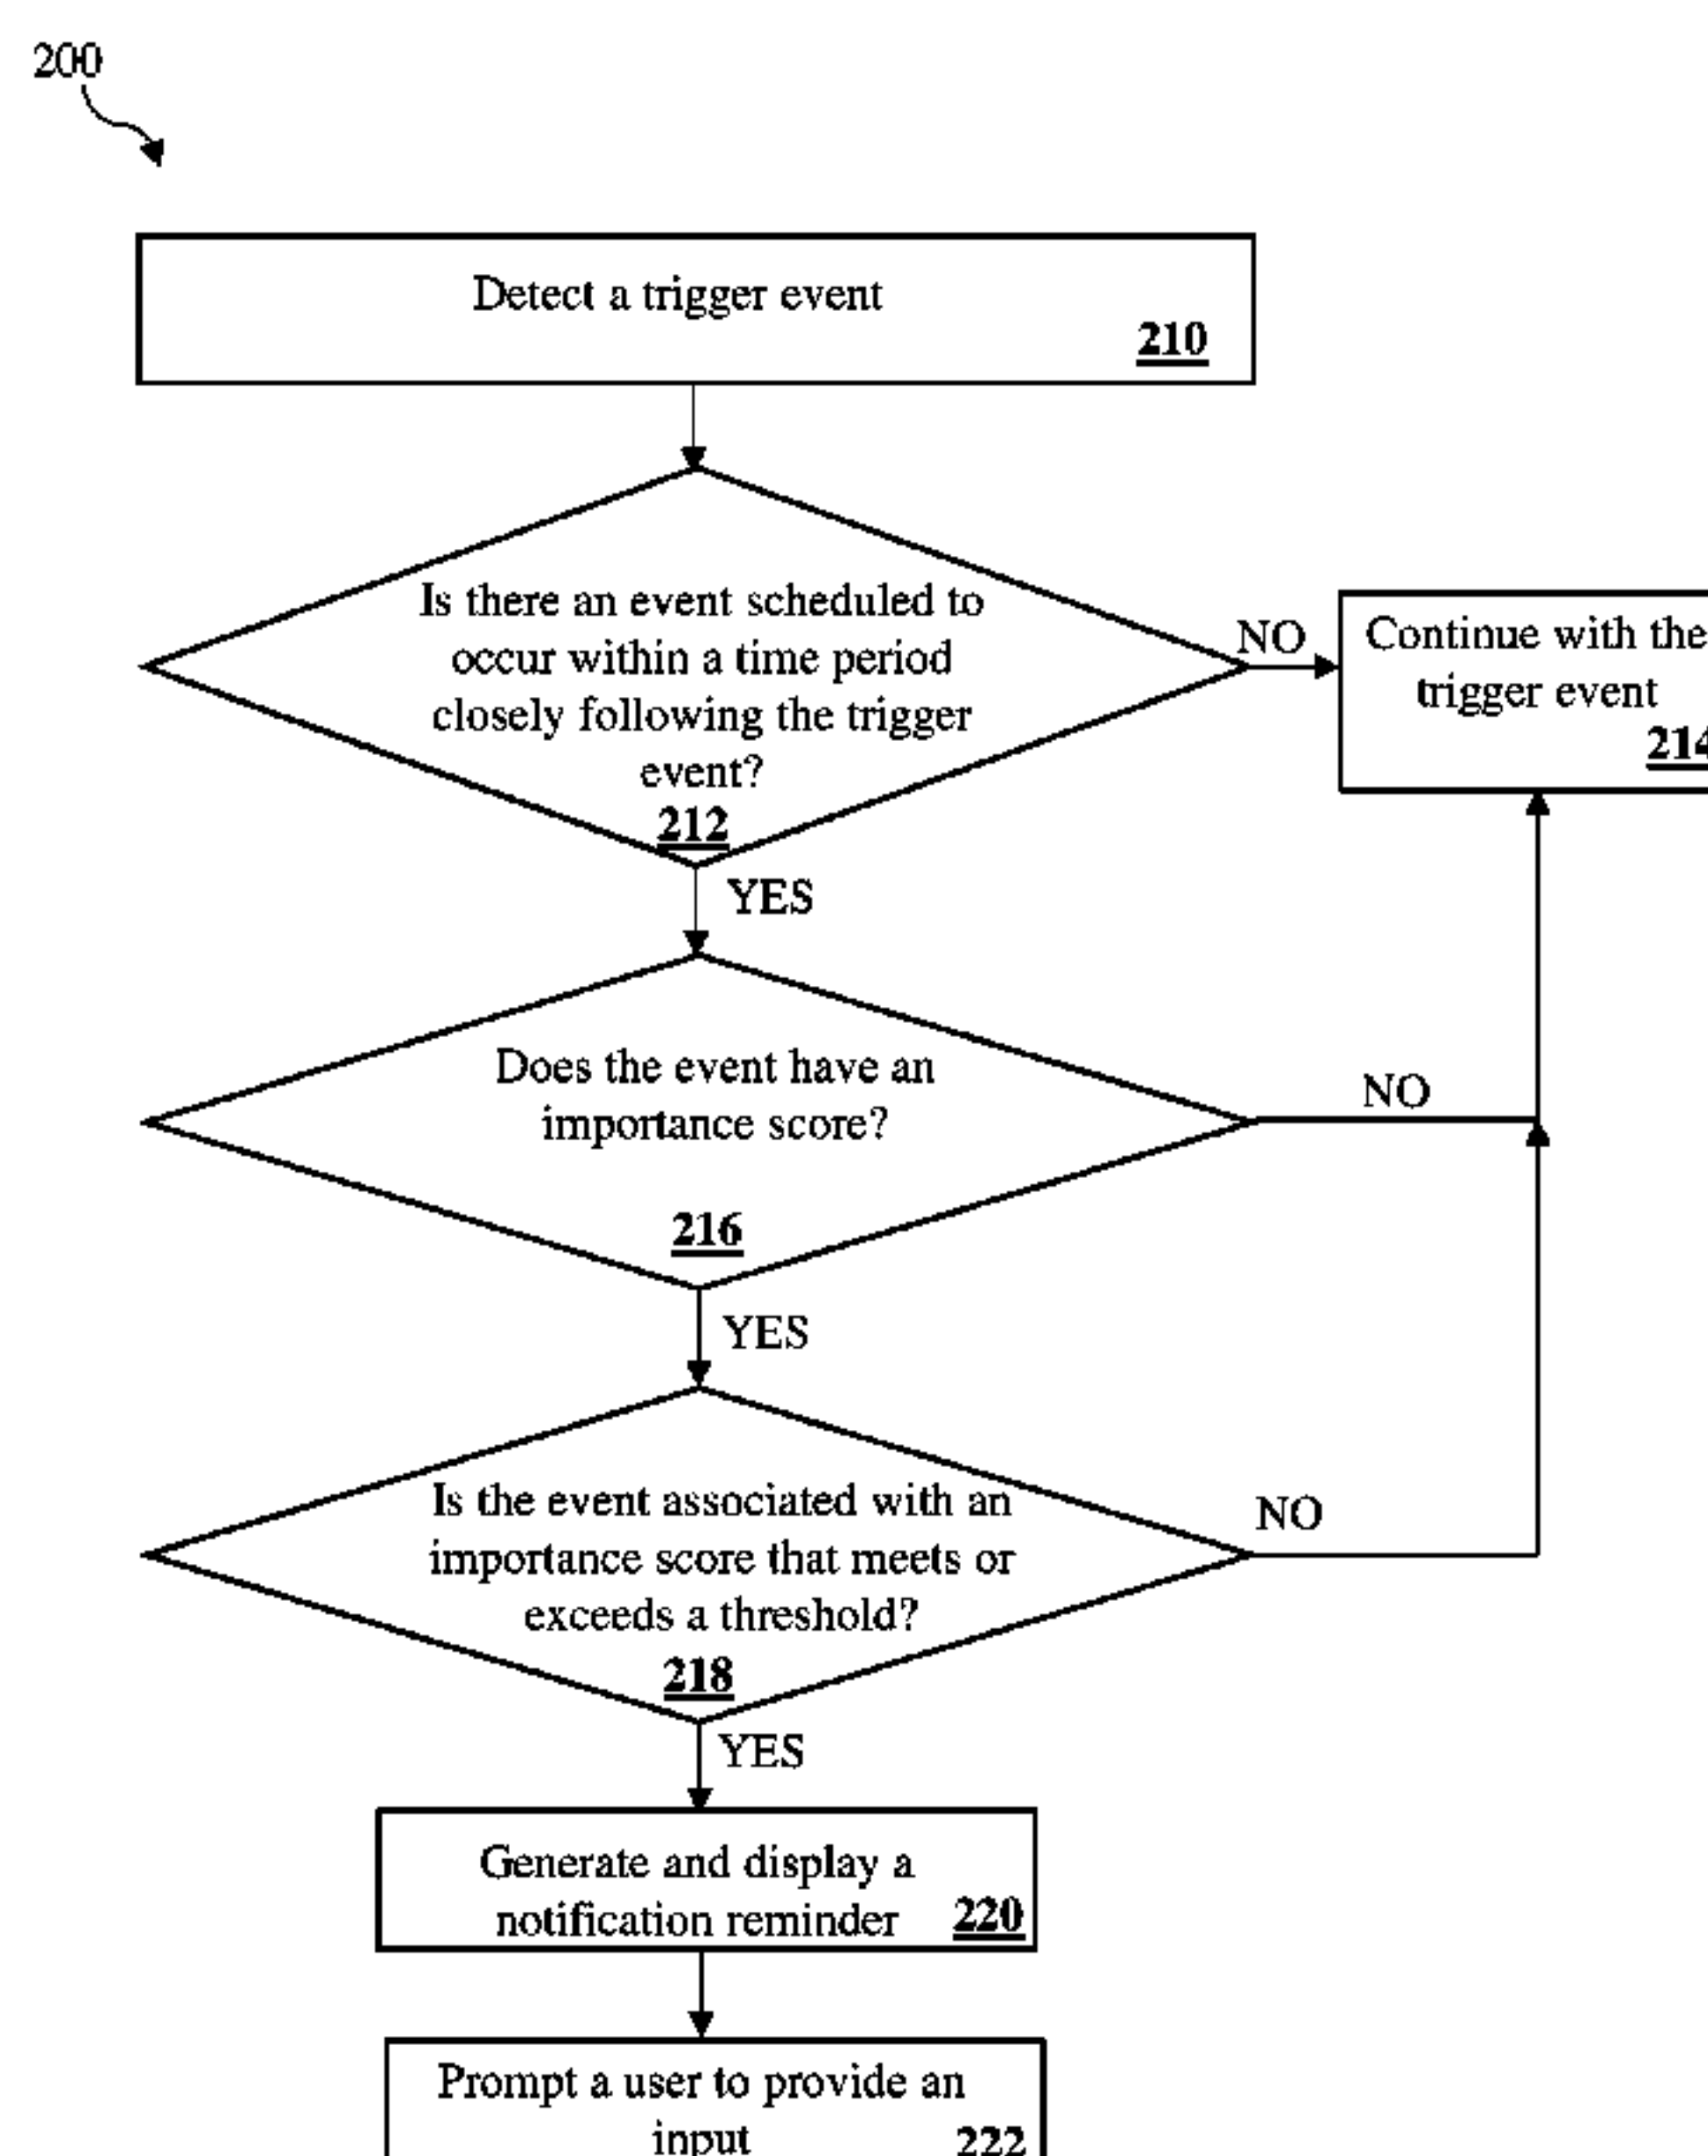 200
Detect a trigger event
210
Is there an event scheduled to
occur within a time period
closely following the trigger
event?
212
NO
Continue with the
trigger event
214
YES
Does the event have an
importance score?
216
NO
YES
Is the event associated with an
importance score that meets or
exceeds a threshold?
218
NO
YES
Generate and display a
notification reminder
220
Prompt a user to provide an
input
222